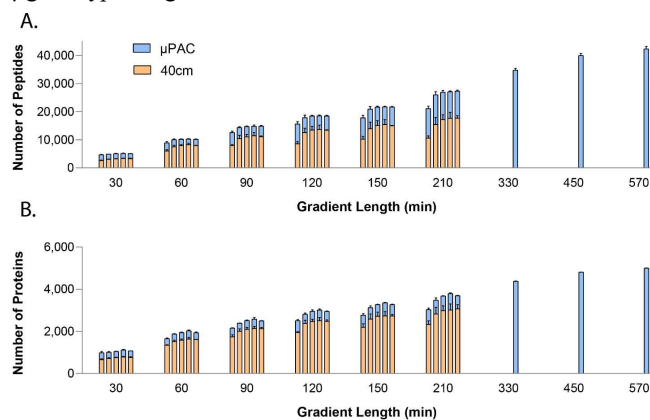 A.
µPAC
40cm
Number of Peptides
40,000
30,000
20,000
10,000
0
30 60 90 120 150 210 330 450 570
Gradient Length (min)
B.
Number of Proteins
6,000
4,000
2,000
0
30 60 90 120 150 210 330 450 570
Gradient Length (min)